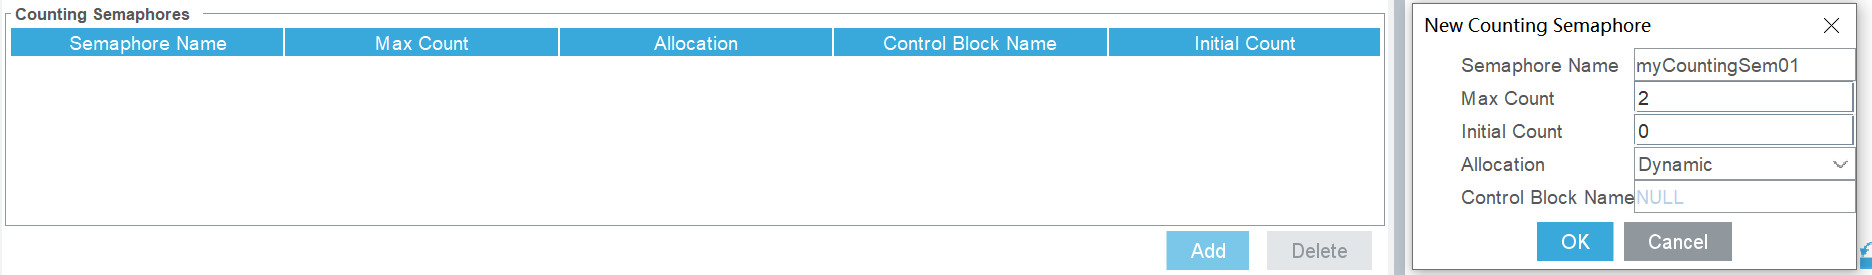 Counting Semaphores
Semaphore Name Max Count Allocation Control Block Name Initial Count
Add Delete
New Counting Semaphore
Semaphore Name myCountingSem01
Max Count 2
Initial Count 0
Allocation Dynamic
Control Block Name NULL
OK Cancel